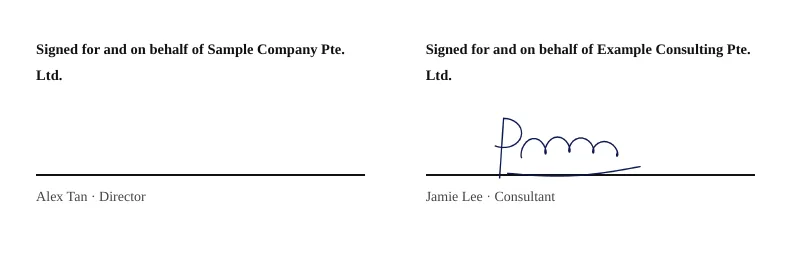 Signed for and on behalf of Sample Company Pte.
Ltd.
Alex Tan · Director
Signed for and on behalf of Example Consulting Pte.
Ltd.
Jamie Lee · Consultant